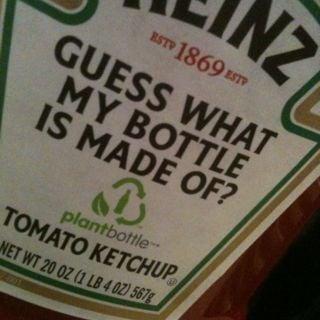 HEINZ
ESTD 1869 ESTD
GUESS WHAT
MY BOTTLE
IS MADE OF?
plantbottle™
TOMATO KETCHUP®
NET WT 20 OZ (1 LB 4 OZ) 567g